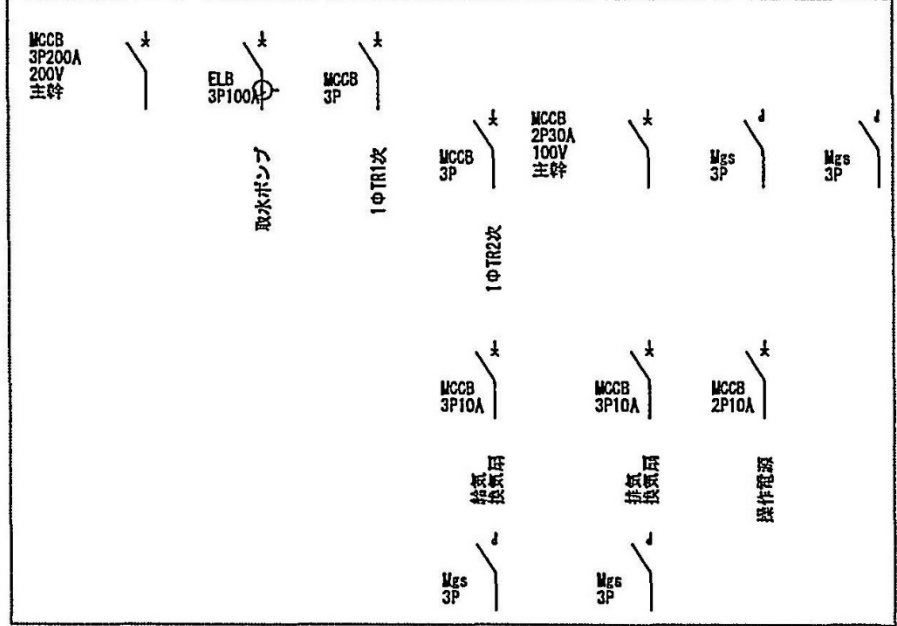 MCCB
3P200A
200V
主幹
ELB
3P100A
取水ポンプ
MCCB
3P
1ΦTR1次
MCCB
3P
1ΦTR2次
MCCB
2P30A
100V
主幹
Mgs
3P
Mgs
3P
MCCB
3P10A
給気
換気扇
MCCB
3P10A
排気
換気扇
MCCB
2P10A
操作電源
Mgs
3P
Mgs
3P